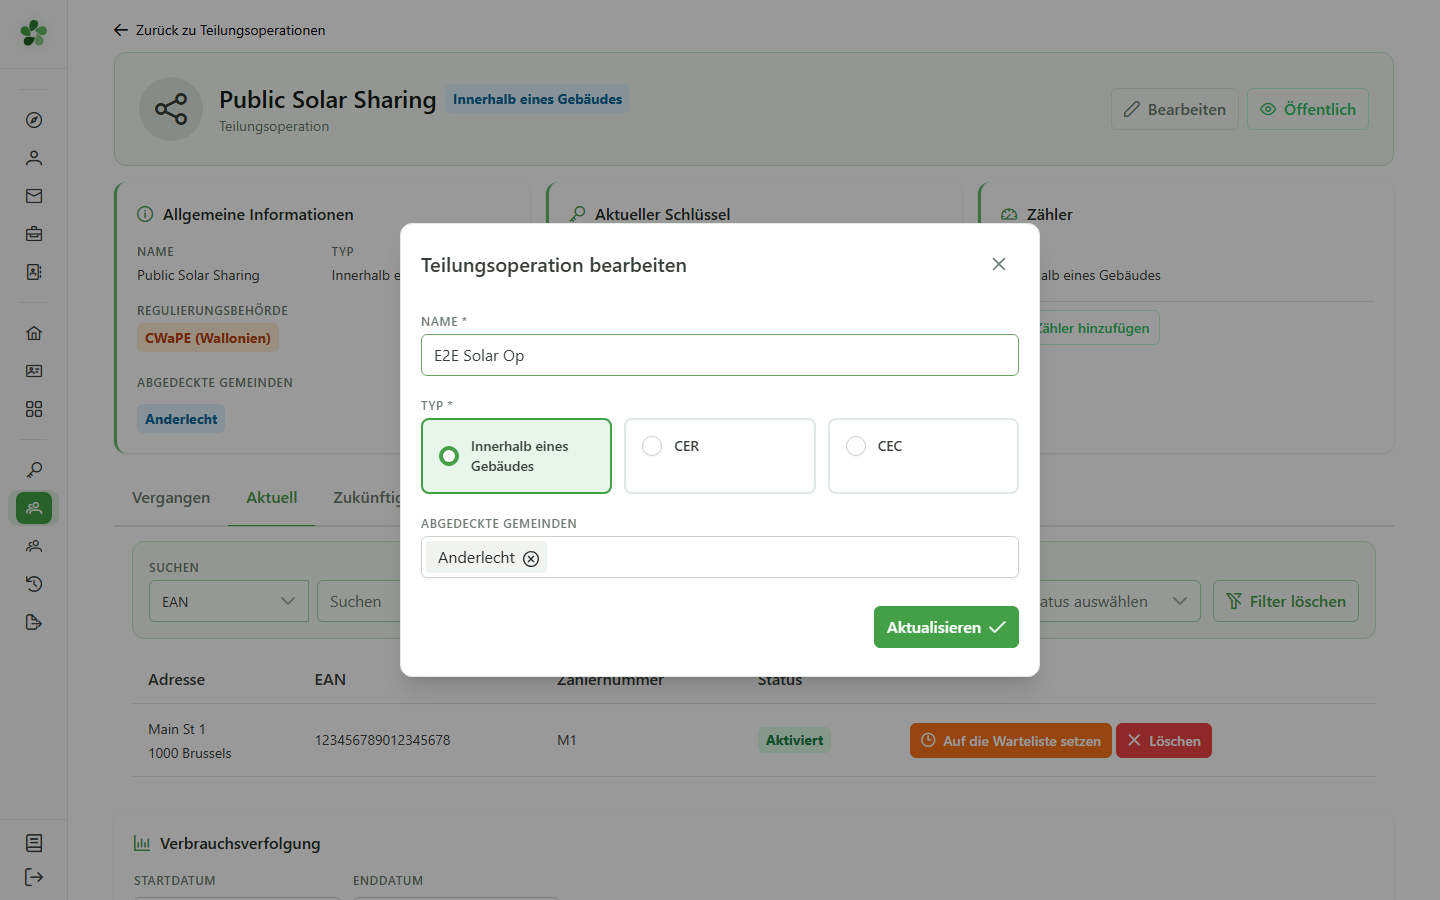 Zurück zu Teilungsoperationen
Public Solar Sharing
Innerhalb eines Gebäudes
Teilungsoperation
Bearbeiten
Öffentlich
Allgemeine Informationen
Aktueller Schlüssel
Zähler
NAME
TYP
Public Solar Sharing
Innerhalb e
alb eines Gebäudes
REGULIERUNGSBEHÖRDE
CWaPE (Wallonien)
Zähler hinzufügen
ABGEDECKTE GEMEINDEN
Anderlecht
Teilungsoperation bearbeiten
NAME *
E2E Solar Op
TYP *
Innerhalb eines
Gebäudes
CER
CEC
ABGEDECKTE GEMEINDEN
Anderlecht
Aktualisieren
Vergangen
Aktuell
Zukünftig
SUCHEN
EAN
Suchen
atus auswählen
Filter löschen
Adresse
EAN
Zählernummer
Status
Main St 1
1000 Brussels
123456789012345678
M1
Aktiviert
Auf die Warteliste setzen
Löschen
Verbrauchsverfolgung
STARTDATUM
ENDDATUM